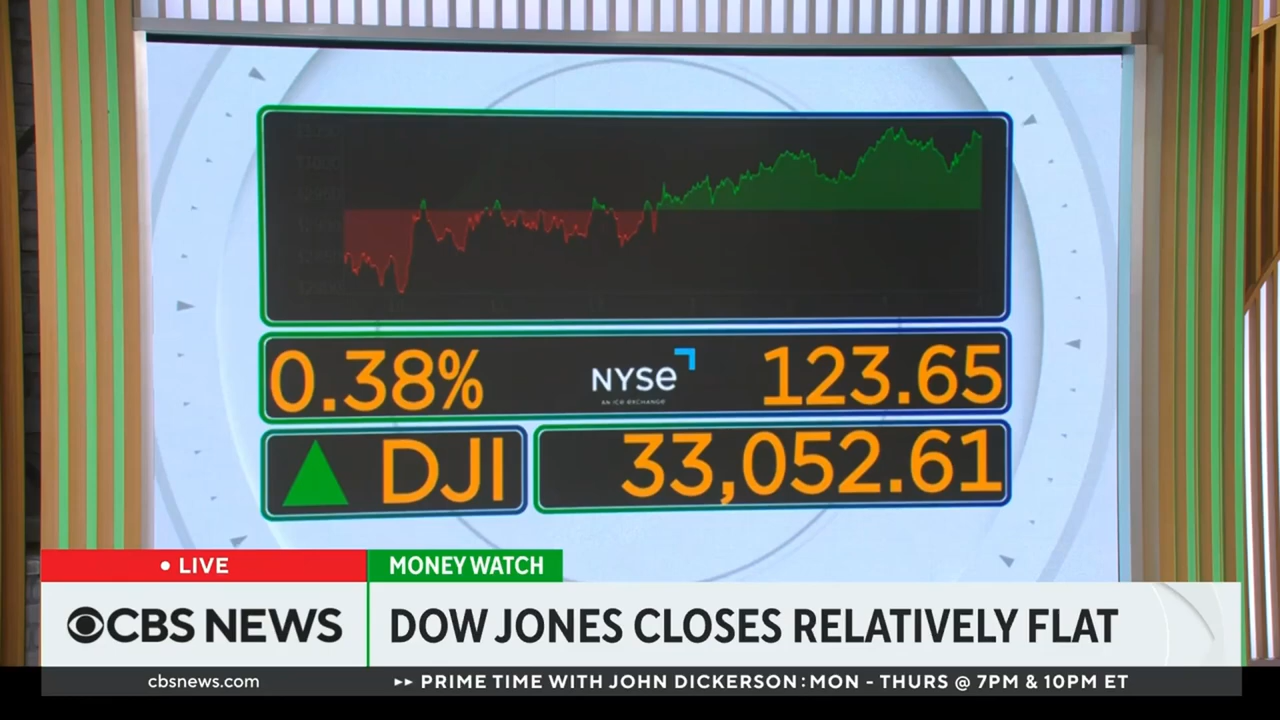 0.38%
NYSE
AN ICE EXCHANGE
123.65
DJI
33,052.61
• LIVE
MONEY WATCH
CBS NEWS
DOW JONES CLOSES RELATIVELY FLAT
cbsnews.com
PRIME TIME WITH JOHN DICKERSON: MON - THURS @ 7PM & 10PM ET